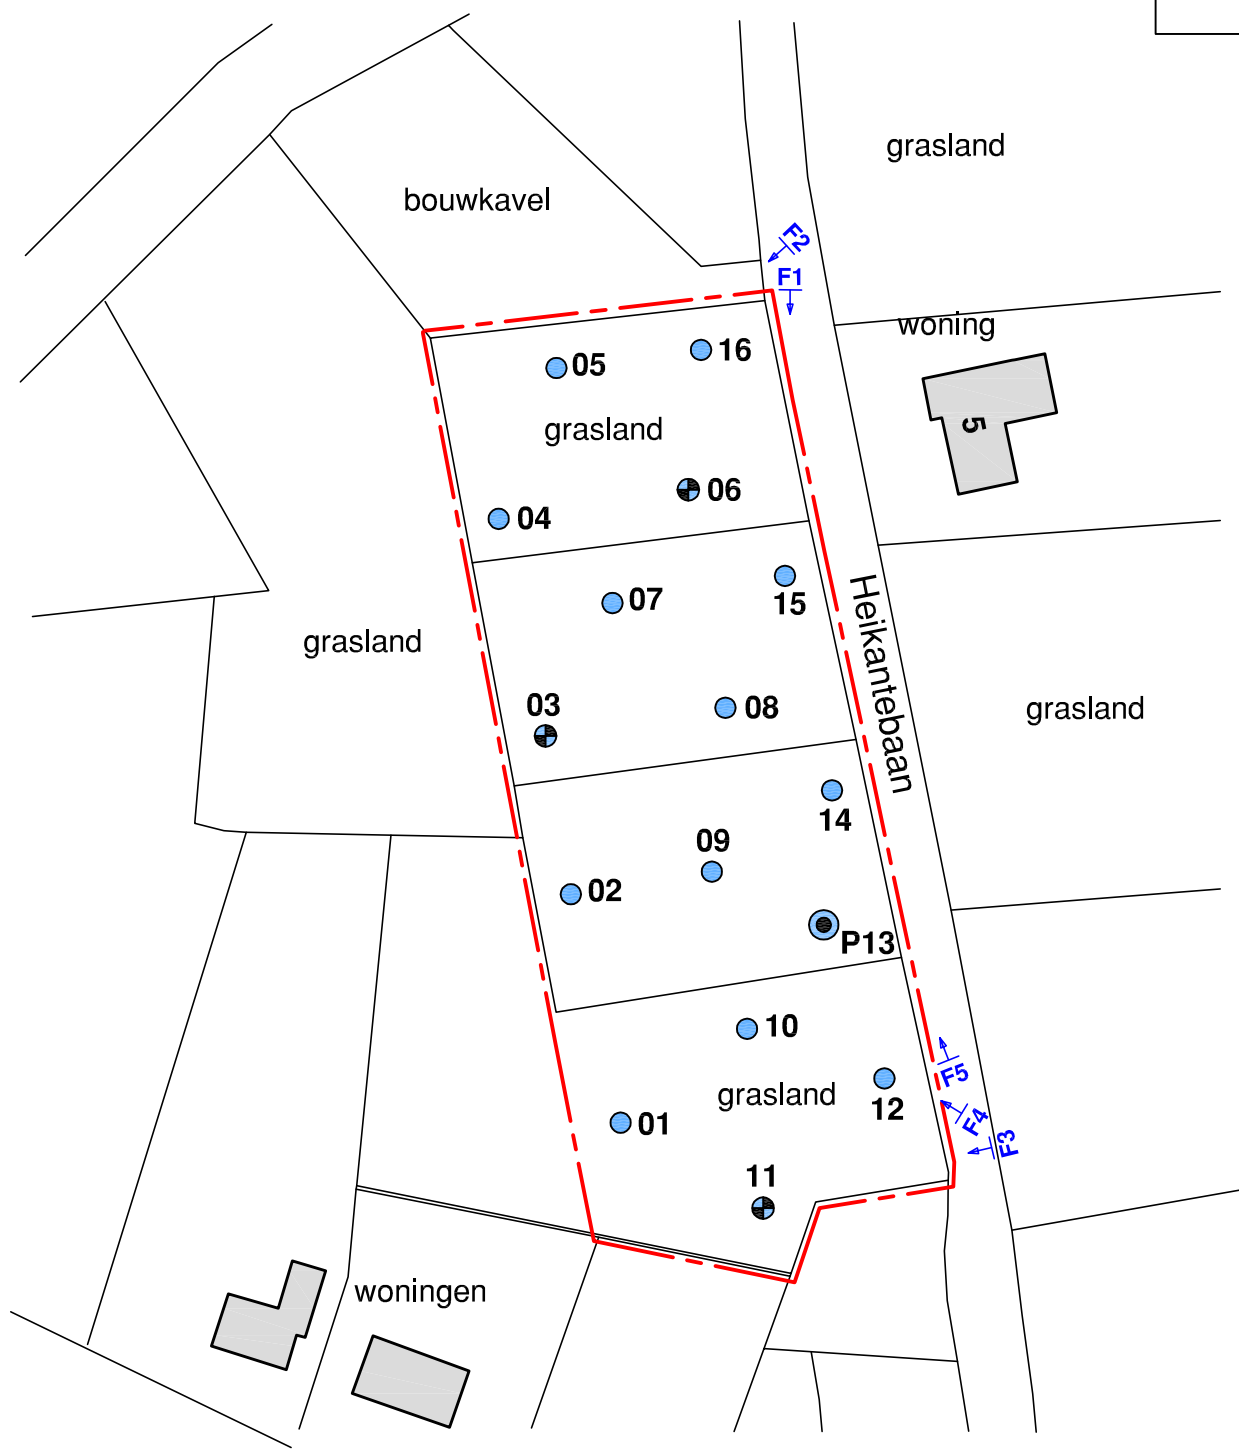 grasland
bouwkavel
F2
F1
woning
16
05
grasland
5
06
04
07
15
Heikantebaan
grasland
03
08
grasland
14
09
02
P13
10
F5
grasland
12
F4
01
F3
11
woningen